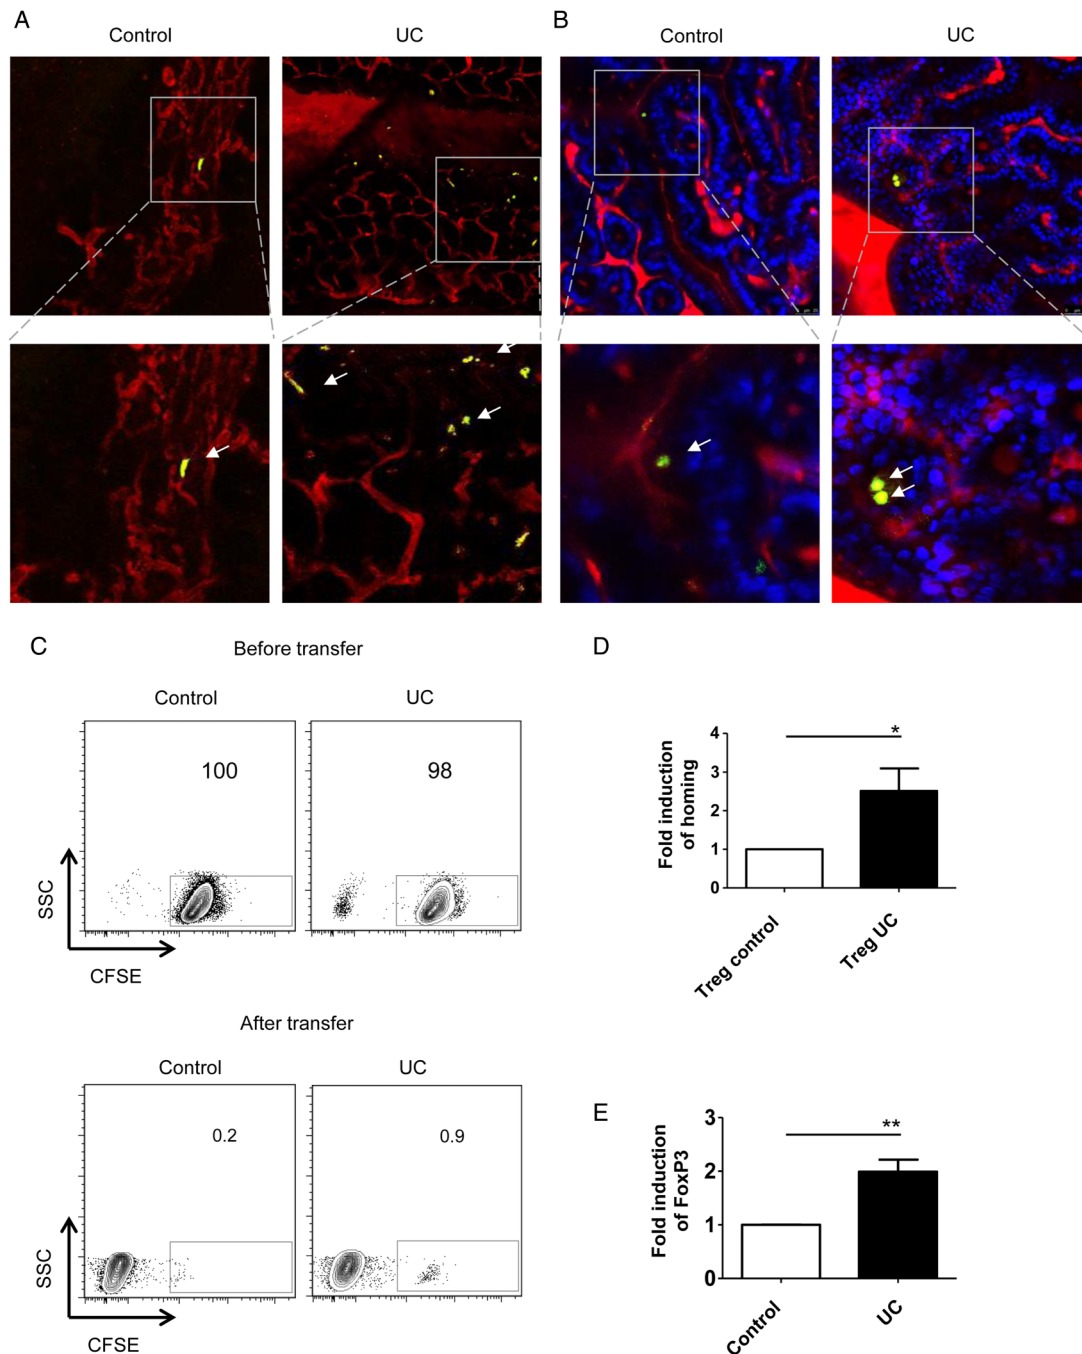 A
Control
UC
B
Control
UC
C
Before transfer
Control
UC
100
98
SSC
CFSE
After transfer
Control
UC
0.2
0.9
SSC
CFSE
D
Fold induction
of homing
4
3
2
1
0
*
Treg control
Treg UC
E
Fold induction
of FoxP3
3
2
1
0
**
Control
UC